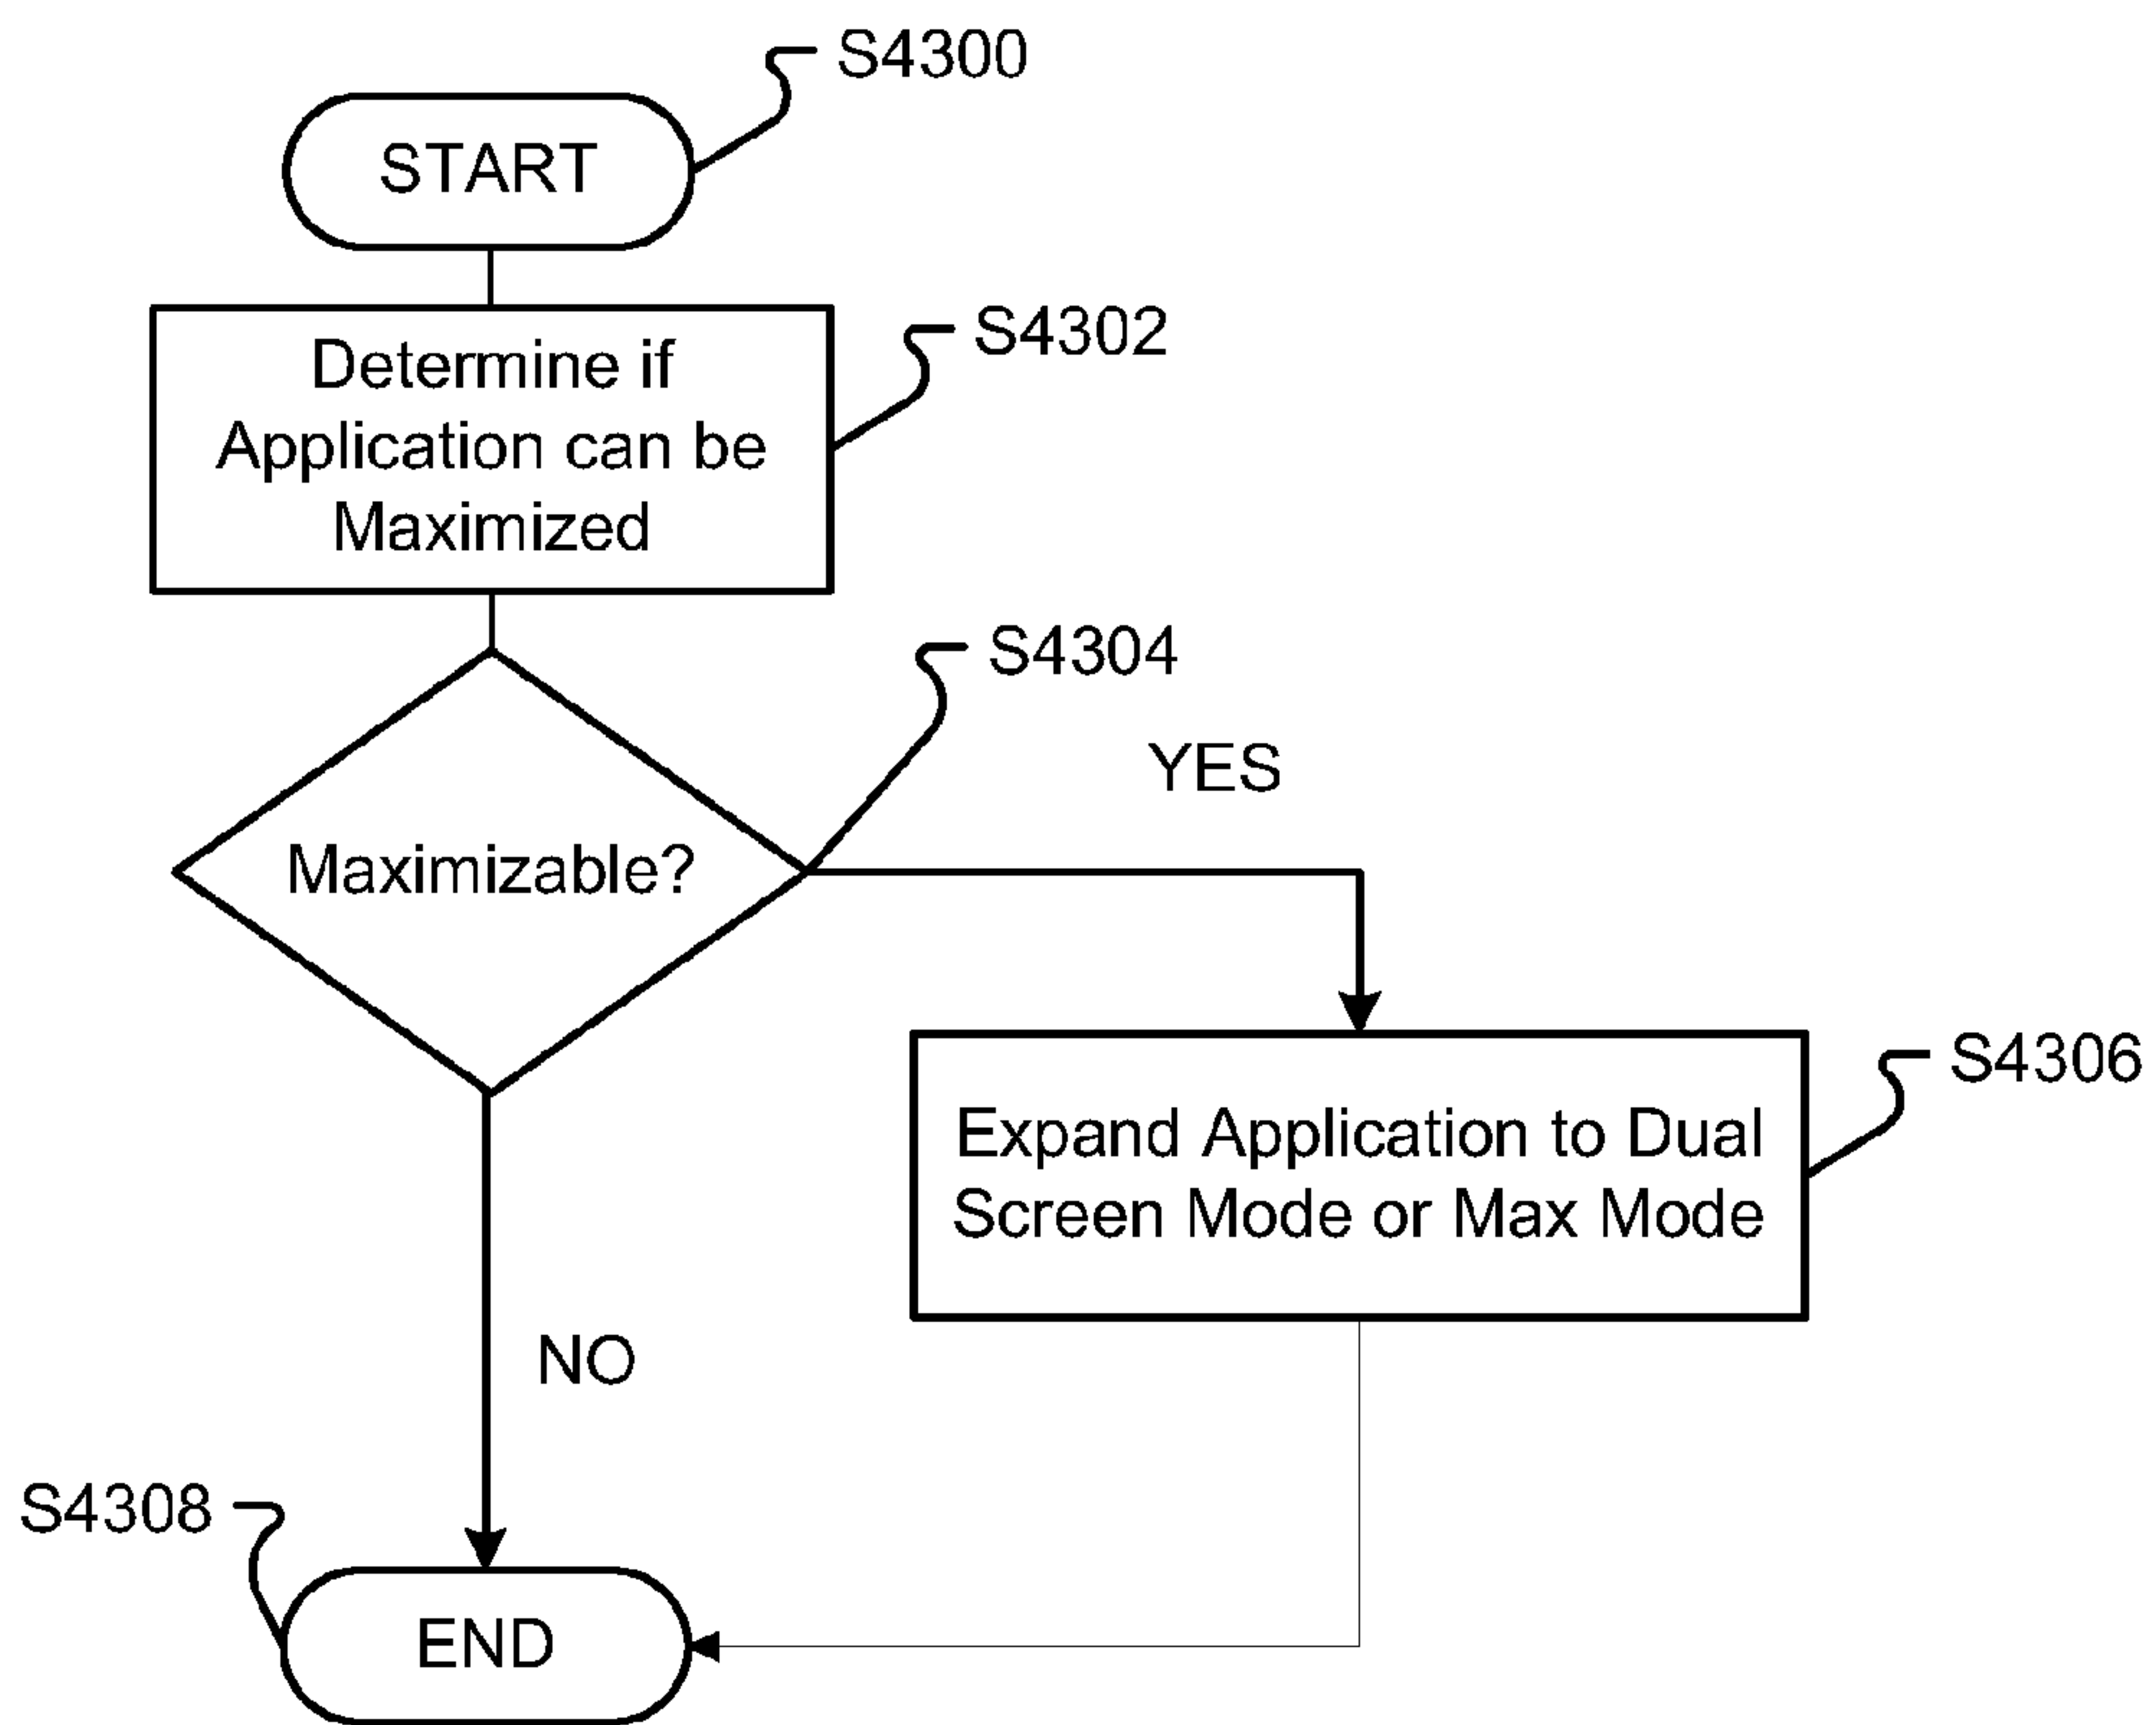 S4300
START
S4302
Determine if
Application can be
Maximized
S4304
YES
Maximizable?
S4306
Expand Application to Dual
Screen Mode or Max Mode
NO
S4308
END